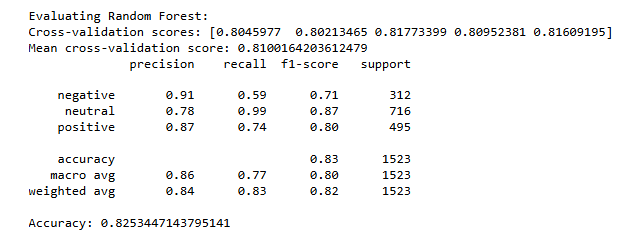 Evaluating Random Forest:
Cross-validation scores: [0.8045977  0.80213465 0.81773399 0.80952381 0.81609195]
Mean cross-validation score: 0.8100164203612479
              precision    recall  f1-score   support

    negative       0.91      0.59      0.71       312
     neutral       0.78      0.99      0.87       716
    positive       0.87      0.74      0.80       495

    accuracy                           0.83      1523
   macro avg       0.86      0.77      0.80      1523
weighted avg       0.84      0.83      0.82      1523

Accuracy: 0.8253447143795141